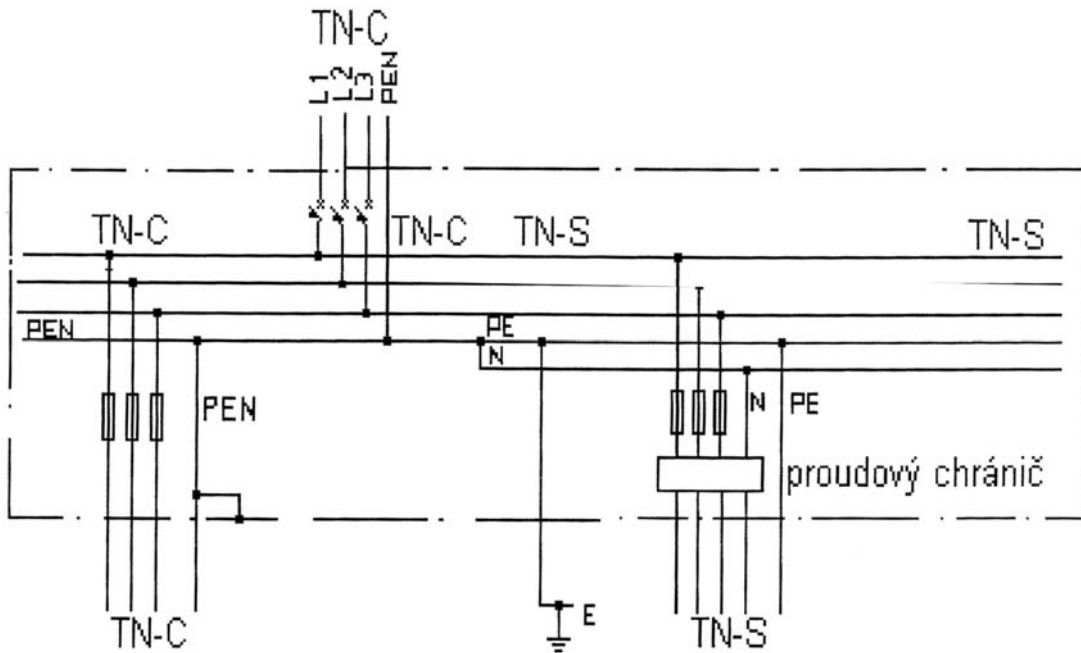 TN-C
L1
L2
L3
PEN
TN-C
TN-C
TN-S
TN-S
PEN
PE
N
PEN
N
PE
proudový chránič
E
TN-C
TN-S